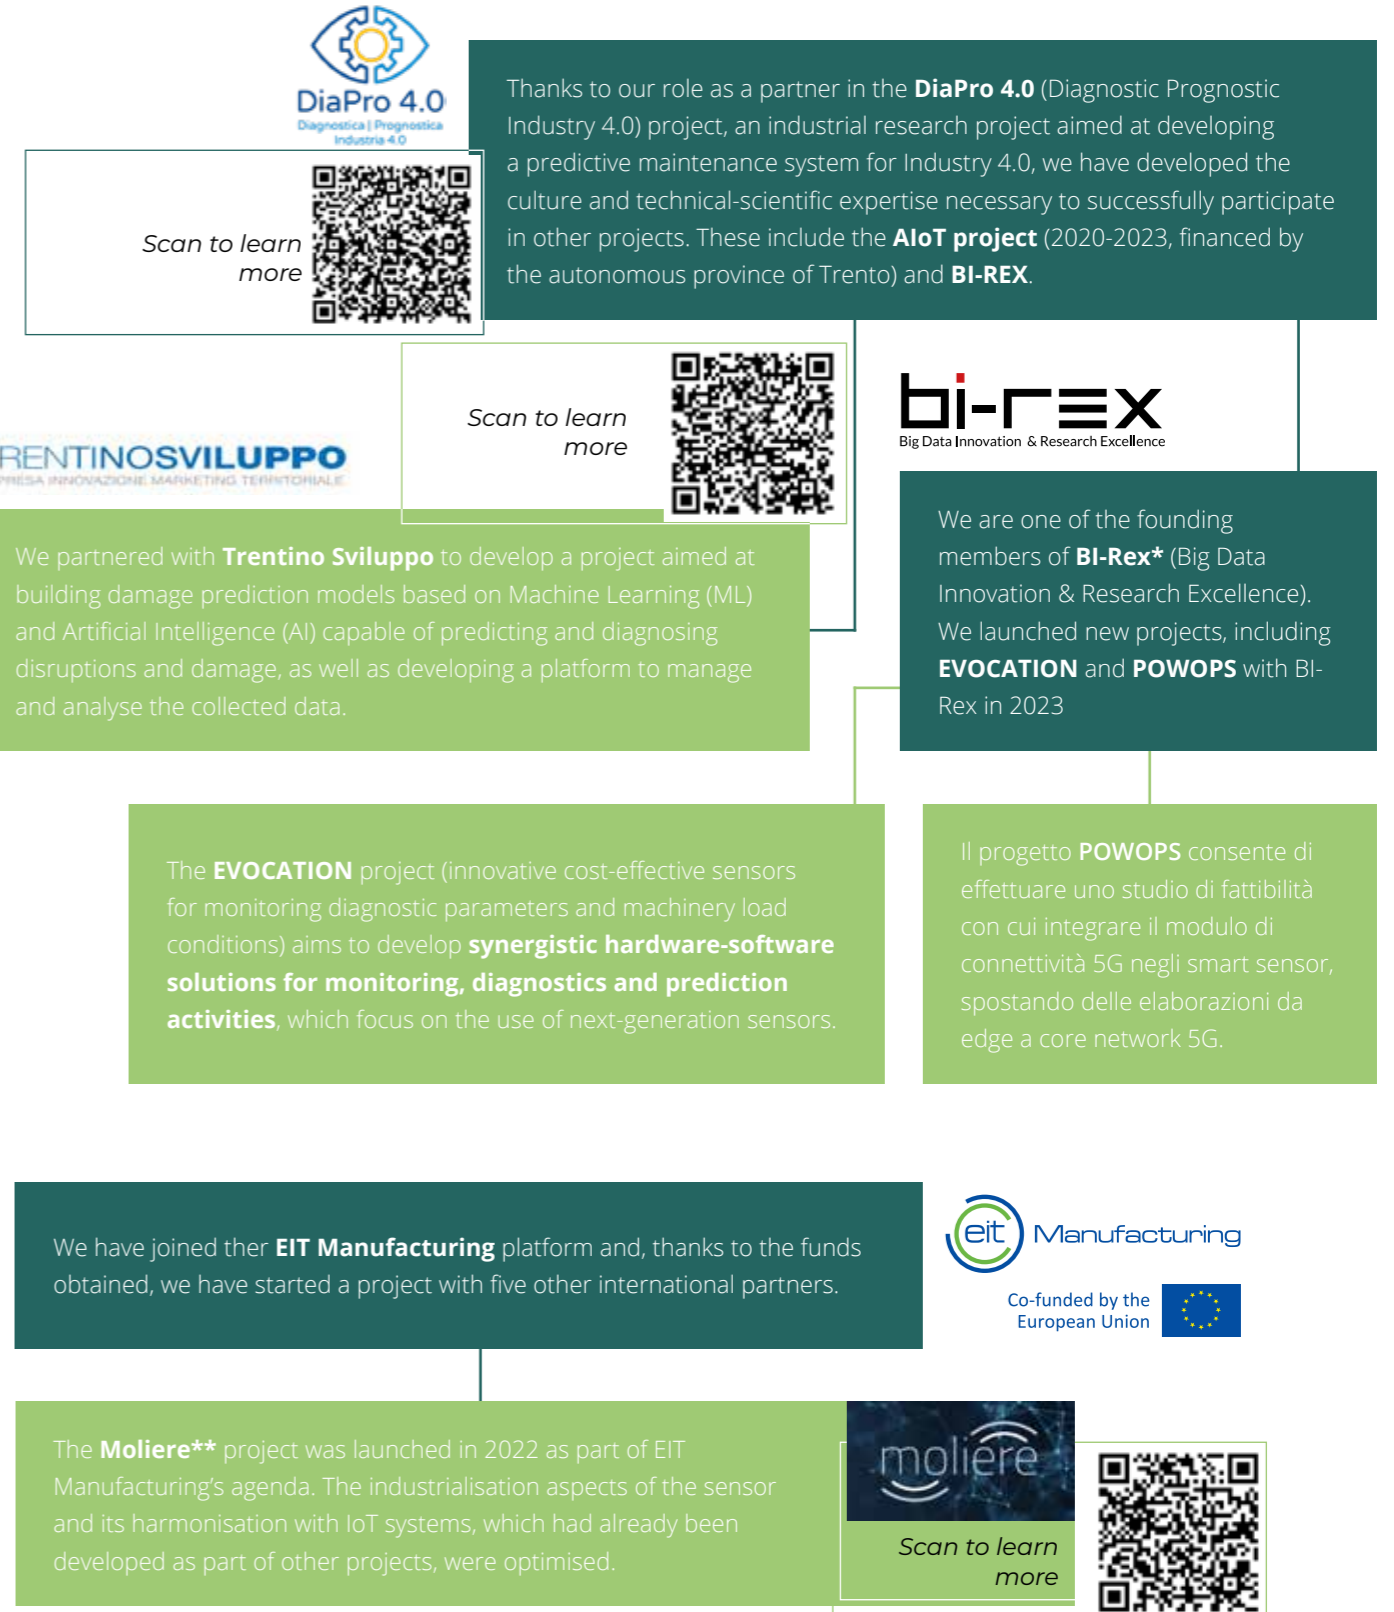 DiaPro 4.0
Diagnostica | Prognostica
Industria 4.0
Thanks to our role as a partner in the DiaPro 4.0 (Diagnostic Prognostic
Industry 4.0) project, an industrial research project aimed at developing
a predictive maintenance system for Industry 4.0, we have developed the
culture and technical-scientific expertise necessary to successfully participate
in other projects. These include the AIoT project (2020-2023, financed by
the autonomous province of Trento) and BI-REX.
Scan to learn
more
Scan to learn
more
bi-rex
Big Data Innovation & Research Excellence
RENTINOSVILUPPO
PRESA INNOVAZIONE MARKETING TERRITORIALE
We partnered with Trentino Sviluppo to develop a project aimed at
building damage prediction models based on Machine Learning (ML)
and Artificial Intelligence (AI) capable of predicting and diagnosing
disruptions and damage, as well as developing a platform to manage
and analyse the collected data.
We are one of the founding
members of BI-Rex* (Big Data
Innovation & Research Excellence).
We launched new projects, including
EVOCATION and POWOPS with BI-
Rex in 2023
The EVOCATION project (innovative cost-effective sensors
for monitoring diagnostic parameters and machinery load
conditions) aims to develop synergistic hardware-software
solutions for monitoring, diagnostics and prediction
activities, which focus on the use of next-generation sensors.
Il progetto POWOPS consente di
effettuare uno studio di fattibilità
con cui integrare il modulo di
connettività 5G negli smart sensor,
spostando delle elaborazioni da
edge a core network 5G.
We have joined ther EIT Manufacturing platform and, thanks to the funds
obtained, we have started a project with five other international partners.
eit Manufacturing
Co-funded by the
European Union
The Moliere** project was launched in 2022 as part of EIT
Manufacturing’s agenda. The industrialisation aspects of the sensor
and its harmonisation with IoT systems, which had already been
developed as part of other projects, were optimised.
moliere
Scan to learn
more